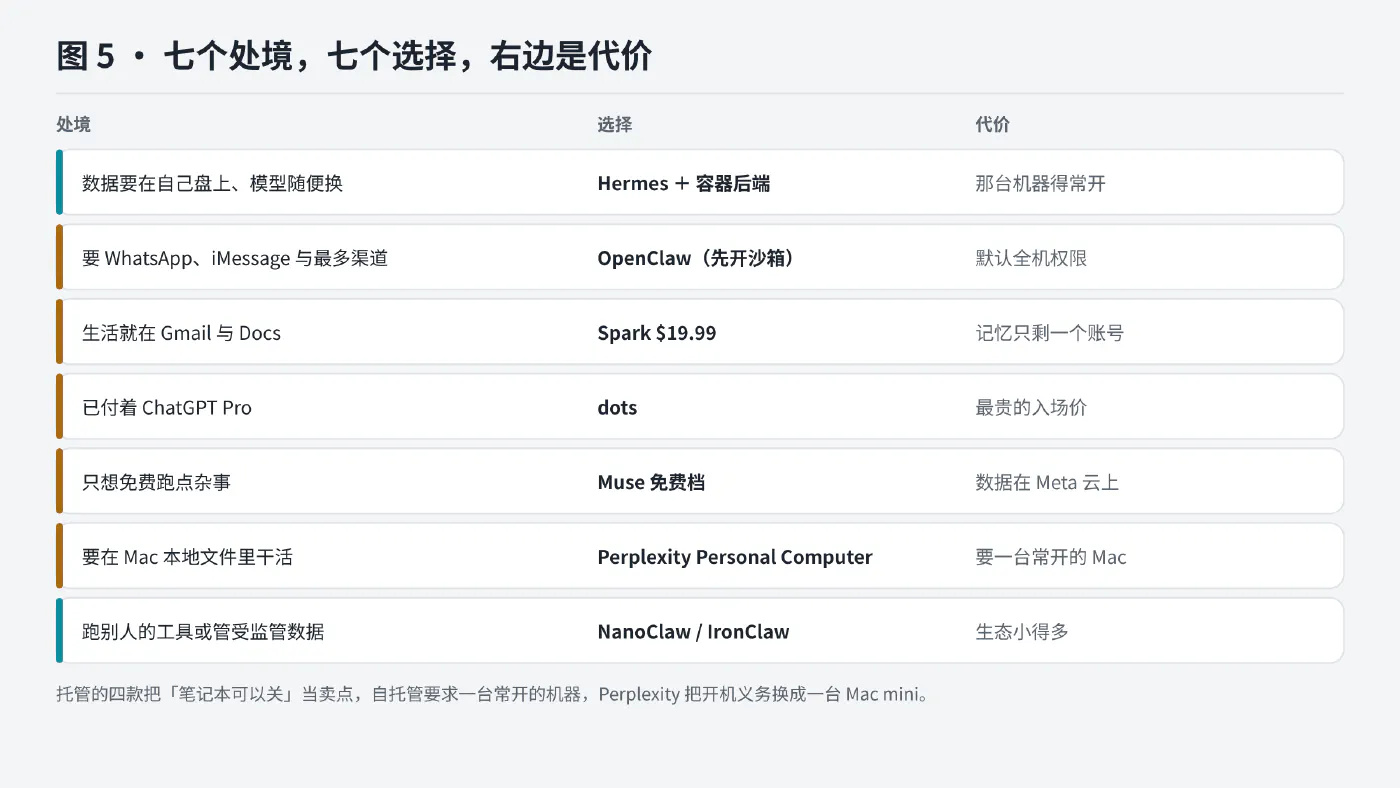 图 5 · 七个处境，七个选择，右边是代价
处境 选择 代价
数据要在自己盘上、模型随便换 Hermes + 容器后端 那台机器得常开
要 WhatsApp、iMessage 与最多渠道 OpenClaw（先开沙箱） 默认全机权限
生活就在 Gmail 与 Docs Spark $19.99 记忆只剩一个账号
已付着 ChatGPT Pro dots 最贵的入场价
只想免费跑点杂事 Muse 免费档 数据在 Meta 云上
要在 Mac 本地文件里干活 Perplexity Personal Computer 要一台常开的 Mac
跑别人的工具或管受监管数据 NanoClaw / IronClaw 生态小得多
托管的四款把「笔记本可以关」当卖点，自托管要求一台常开的机器，Perplexity 把开机义务换成一台 Mac mini。